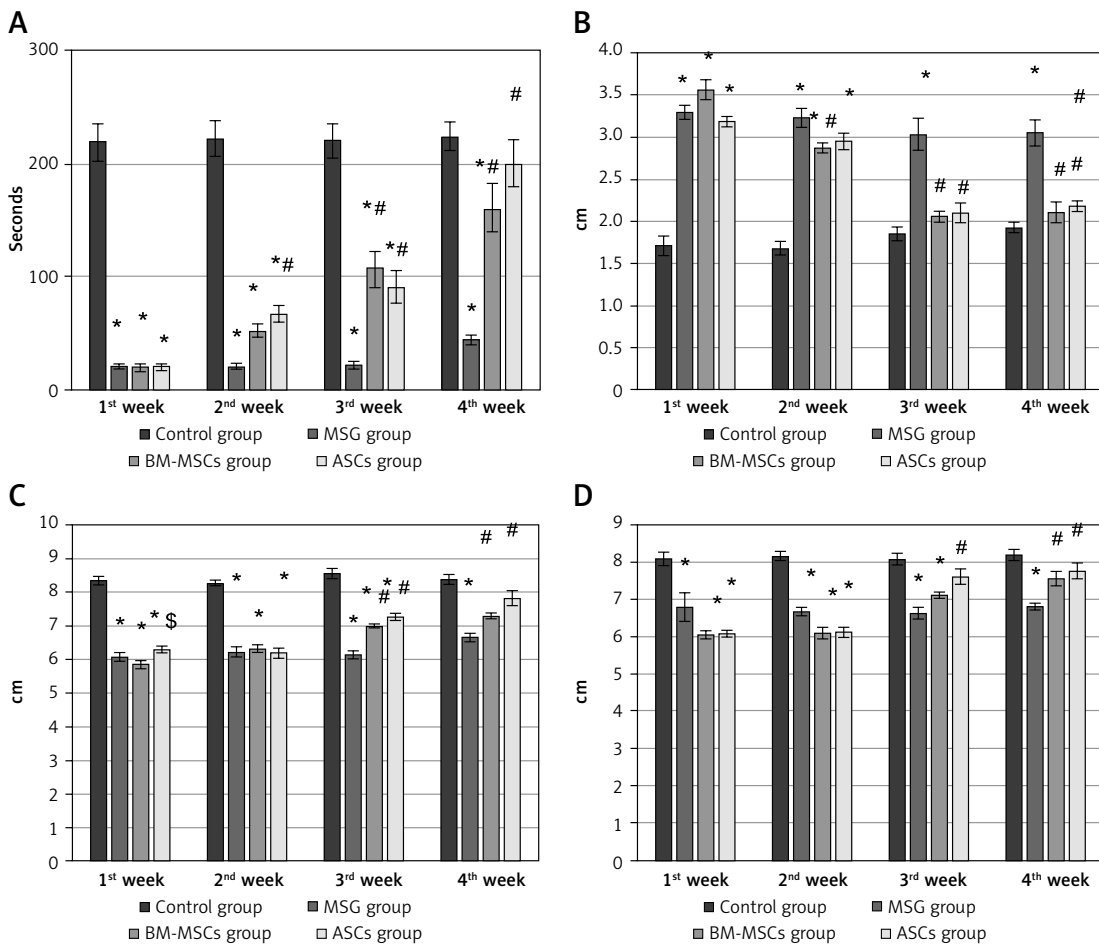 A
300
200
100
0
Seconds
* * *
* * *#
* *# *#
* *# #
1st week 2nd week 3rd week 4th week
Control group MSG group
BM-MSCs group ASCs group
B
4.0
3.5
3.0
2.5
2.0
1.5
1.0
0.5
0
cm
* * *
* * # *
* # #
* # # #
1st week 2nd week 3rd week 4th week
Control group MSG group
BM-MSCs group ASCs group
C
10
9
8
7
6
5
4
3
2
1
0
cm
* * * $
* * *
* * # * #
* # #
1st week 2nd week 3rd week 4th week
Control group MSG group
BM-MSCs group ASCs group
D
9
8
7
6
5
4
3
2
1
0
cm
* * *
* * *
* * #
* # #
1st week 2nd week 3rd week 4th week
Control group MSG group
BM-MSCs group ASCs group